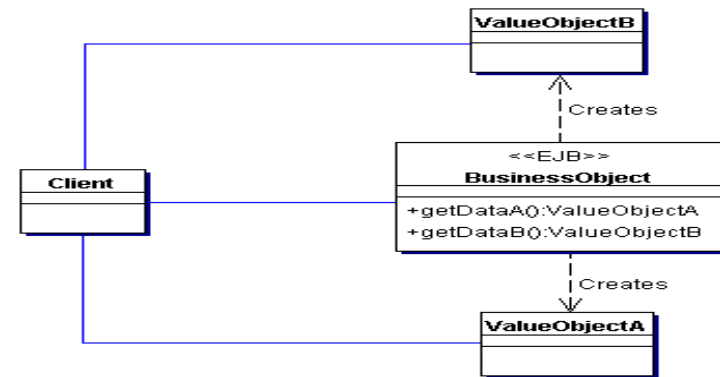 ValueObjectB
Creates
<<EJB>>
BusinessObject
+getDataA():ValueObjectA
+getDataB():ValueObjectB
Client
Creates
ValueObjectA